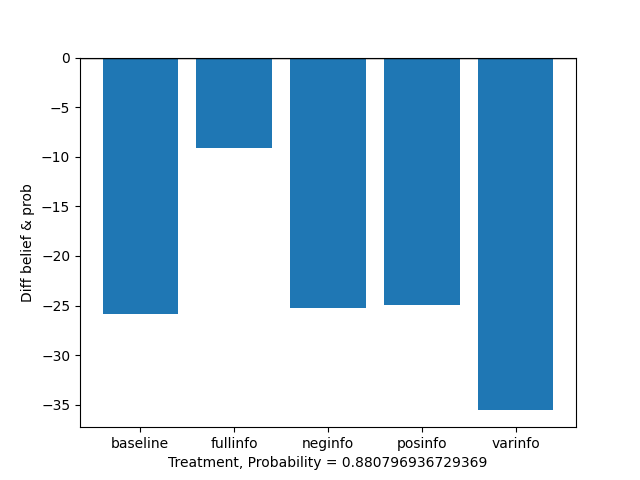 0
−5
−10
−15
−20
−25
−30
−35
Diff belief & prob
baseline fullinfo neginfo posinfo varinfo
Treatment, Probability = 0.880796936729369